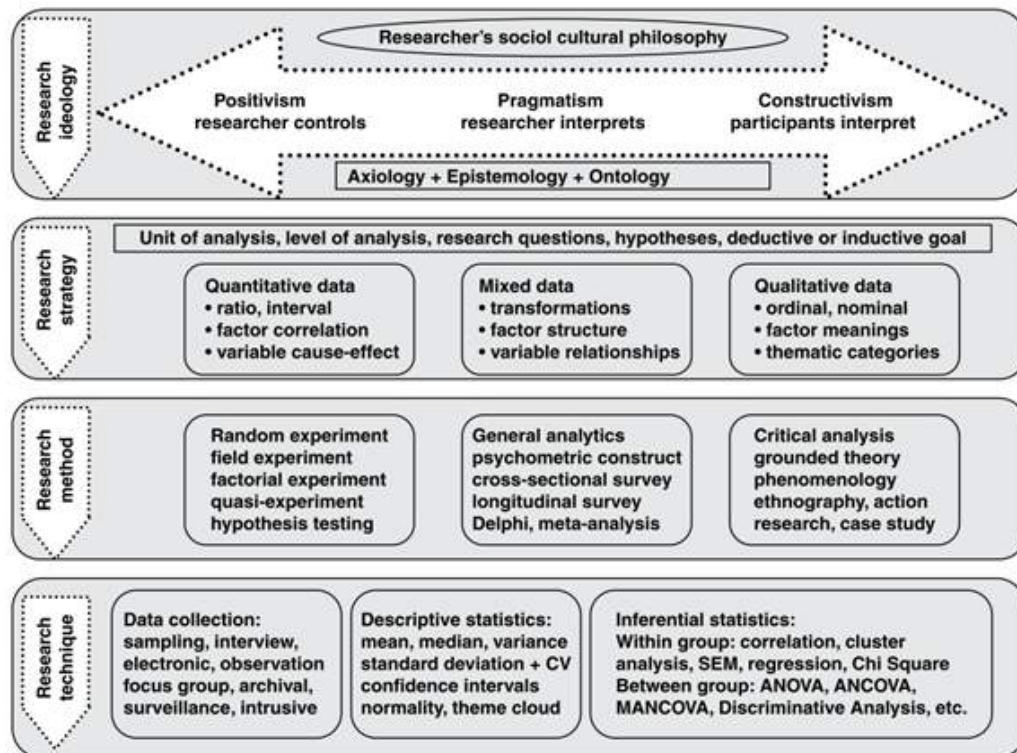 Research
ideology
Researcher's sociol cultural philosophy
Positivism
researcher controls
Pragmatism
researcher interprets
Constructivism
participants interpret
Axiology + Epistemology + Ontology
Research
strategy
Unit of analysis, level of analysis, research questions, hypotheses, deductive or inductive goal
Quantitative data
• ratio, interval
• factor correlation
• variable cause-effect
Mixed data
• transformations
• factor structure
• variable relationships
Qualitative data
• ordinal, nominal
• factor meanings
• thematic categories
Research
method
Random experiment
field experiment
factorial experiment
quasi-experiment
hypothesis testing
General analytics
psychometric construct
cross-sectional survey
longitudinal survey
Delphi, meta-analysis
Critical analysis
grounded theory
phenomenology
ethnography, action
research, case study
Research
technique
Data collection:
sampling, interview,
electronic, observation
focus group, archival,
surveillance, intrusive
Descriptive statistics:
mean, median, variance
standard deviation + CV
confidence intervals
normality, theme cloud
Inferential statistics:
Within group: correlation, cluster
analysis, SEM, regression, Chi Square
Between group: ANOVA, ANCOVA,
MANCOVA, Discriminative Analysis, etc.